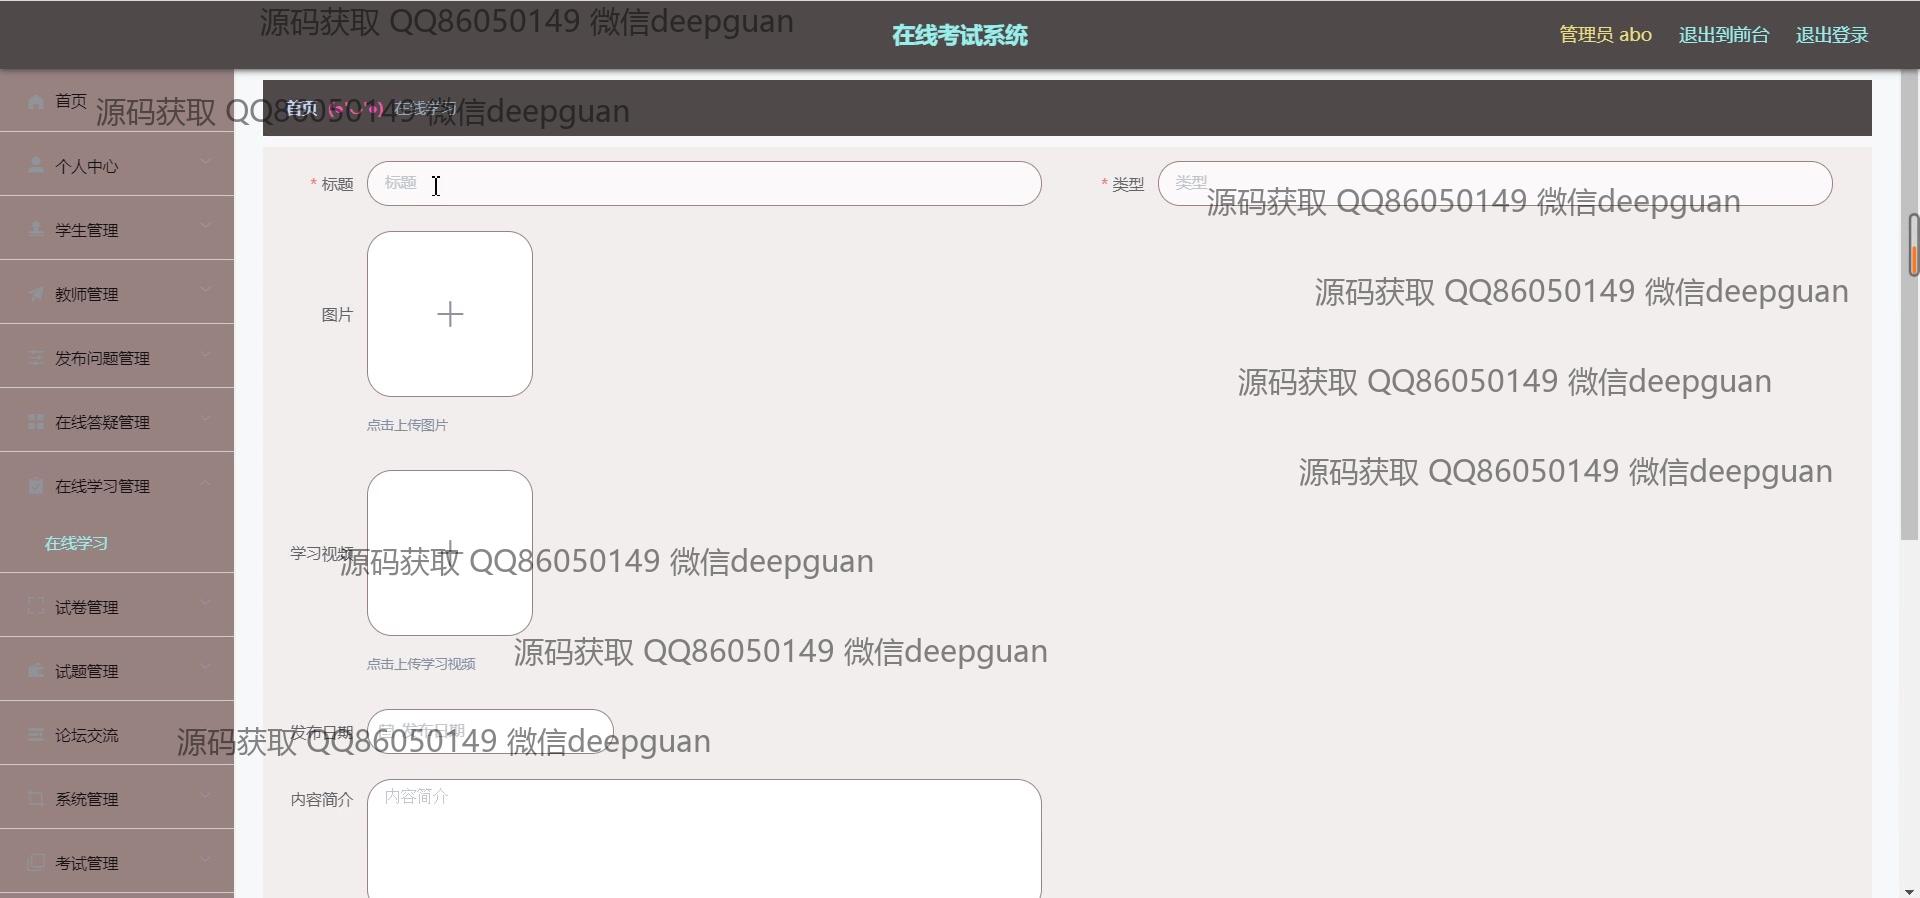 源码获取 QQ86050149 微信deepguan
在线考试系统
管理员 abo
退出到前台
退出登录
首页
源码获取 QQ86050149 微信deepguan
首页 (ง'◡'ง) 在线学习
个人中心
* 标题
标题
* 类型
类型
源码获取 QQ86050149 微信deepguan
学生管理
教师管理
源码获取 QQ86050149 微信deepguan
图片
发布问题管理
源码获取 QQ86050149 微信deepguan
在线答疑管理
点击上传图片
源码获取 QQ86050149 微信deepguan
在线学习管理
在线学习
学习视频
源码获取 QQ86050149 微信deepguan
试卷管理
源码获取 QQ86050149 微信deepguan
点击上传学习视频
试题管理
论坛交流
发布日期
发布日期
源码获取 QQ86050149 微信deepguan
系统管理
内容简介
内容简介
考试管理